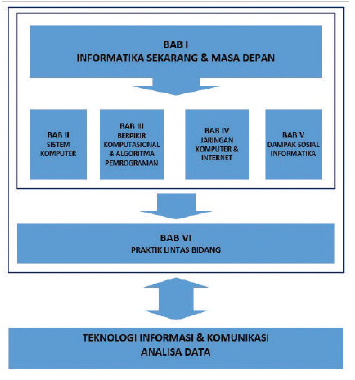 BAB I
INFORMATIKA SEKARANG & MASA DEPAN
BAB II
SISTEM
KOMPUTER
BAB III
BERPIKIR
KOMPUTASIONAL
& ALGORITMA
PEMROGRANIAN
BAB IV
JARINGAN
KOMPUTER &
INTERNET
BAB V
DAMPAK SOSIAL
INFORMATIKA
BAB VI
PRAKTIK LINTAS BIDANG
TEKNOLOGI INFORMASI & KOMUNIKASI
ANALISA DATA